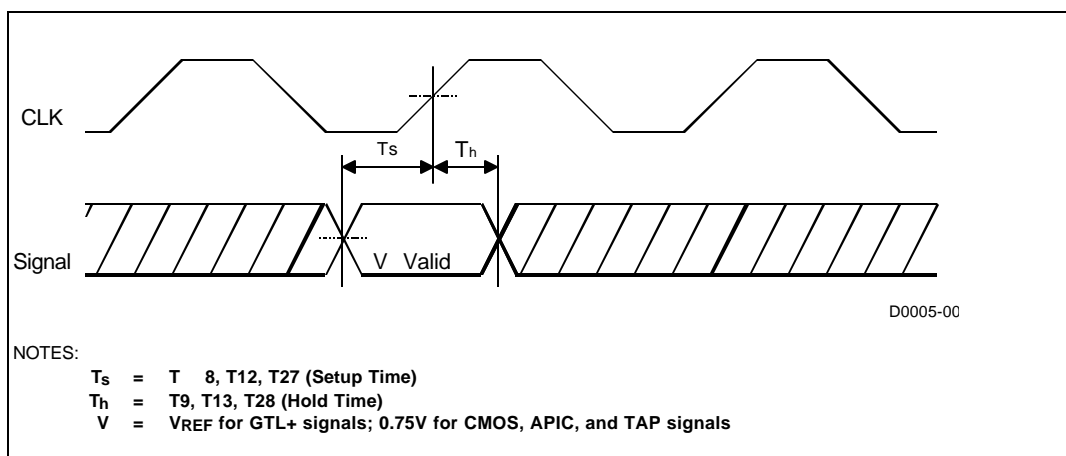 CLK
Ts Th
Signal
V Valid
D0005-00
NOTES:
Ts = T 8, T12, T27 (Setup Time)
Th = T9, T13, T28 (Hold Time)
V = VREF for GTL+ signals; 0.75V for CMOS, APIC, and TAP signals